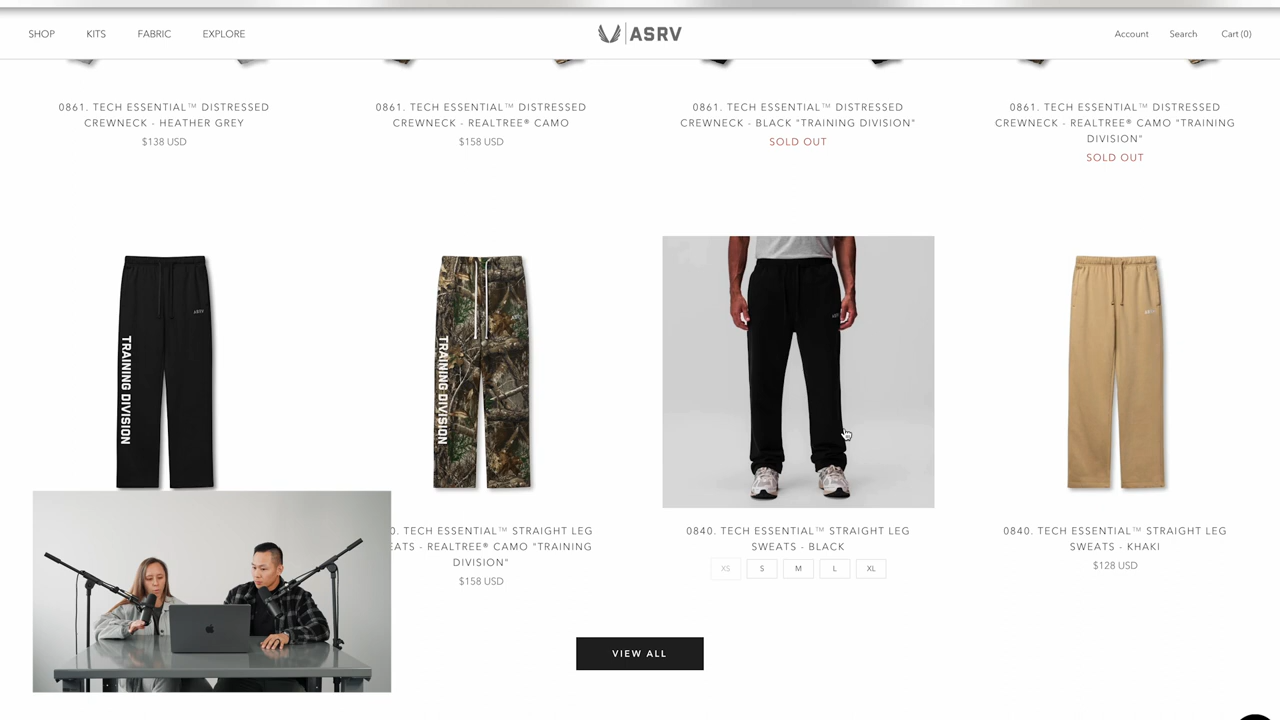 SHOP
KITS
FABRIC
EXPLORE
ASRV
Account
Search
Cart (0)
0861. TECH ESSENTIAL™ DISTRESSED
CREWNECK - HEATHER GREY
$138 USD
0861. TECH ESSENTIAL™ DISTRESSED
CREWNECK - REALTREE® CAMO
$158 USD
0861. TECH ESSENTIAL™ DISTRESSED
CREWNECK - BLACK "TRAINING DIVISION"
SOLD OUT
0861. TECH ESSENTIAL™ DISTRESSED
CREWNECK - REALTREE® CAMO "TRAINING
DIVISION"
SOLD OUT
TRAINING DIVISION
TRAINING DIVISION
0. TECH ESSENTIAL™ STRAIGHT LEG
EATS - REALTREE® CAMO "TRAINING
DIVISION"
$158 USD
0840. TECH ESSENTIAL™ STRAIGHT LEG
SWEATS - BLACK
XS
S
M
L
XL
0840. TECH ESSENTIAL™ STRAIGHT LEG
SWEATS - KHAKI
$128 USD
VIEW ALL